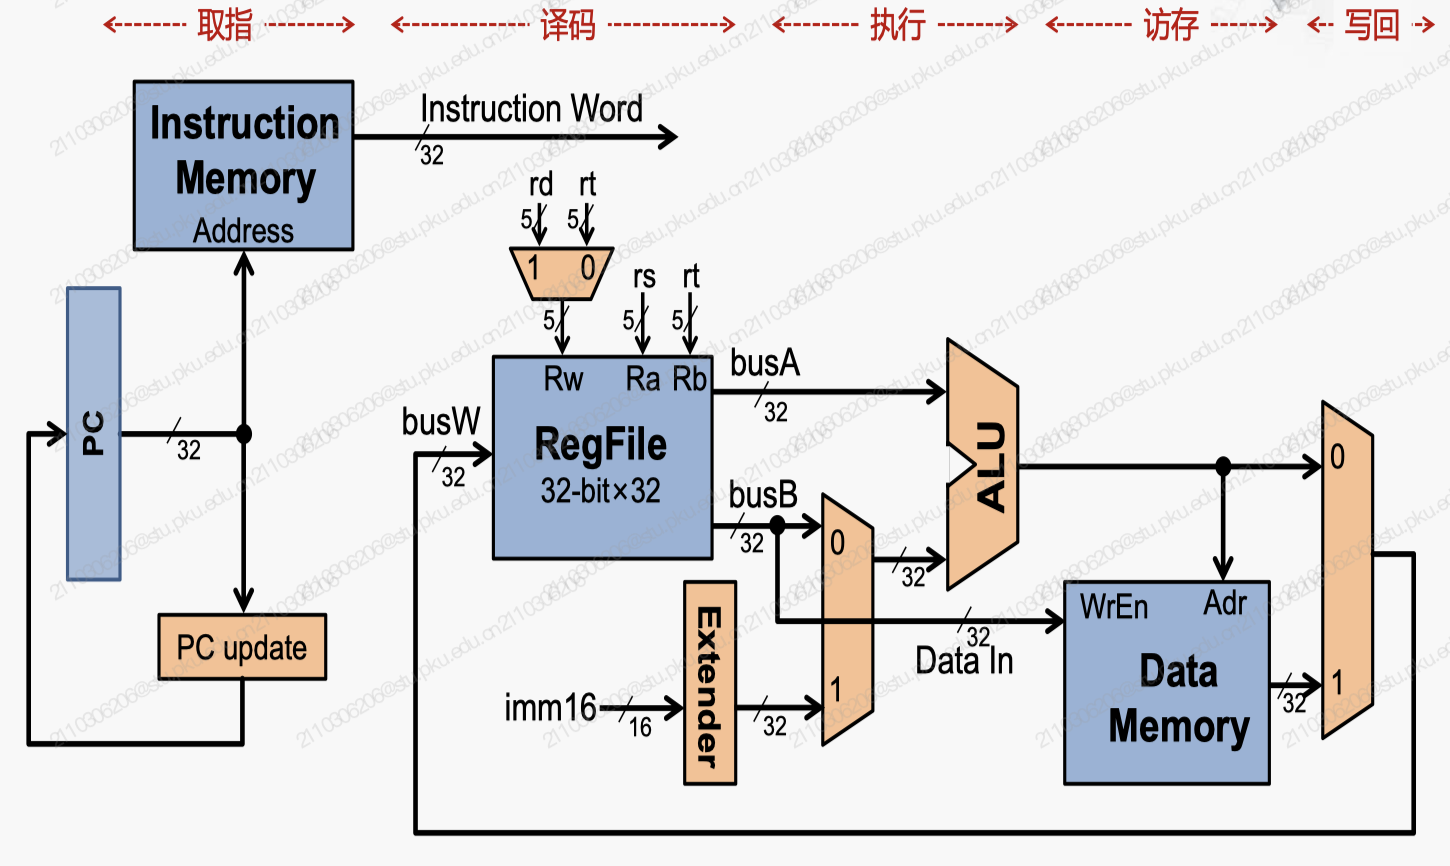 取指 译码 执行 访存 写回
Instruction
Memory
Address
Instruction Word
32
rd rt
5 5
1 0
rs rt
5 5 5
PC
32
PC update
Rw Ra Rb
RegFile
32-bit×32
busW
32
busA
32
busB
32
imm16
16
Extender
32
0
1
32
ALU
32
Data In
WrEn Adr
Data
Memory
32
0
1
2110306206@stu.pku.edu.cn